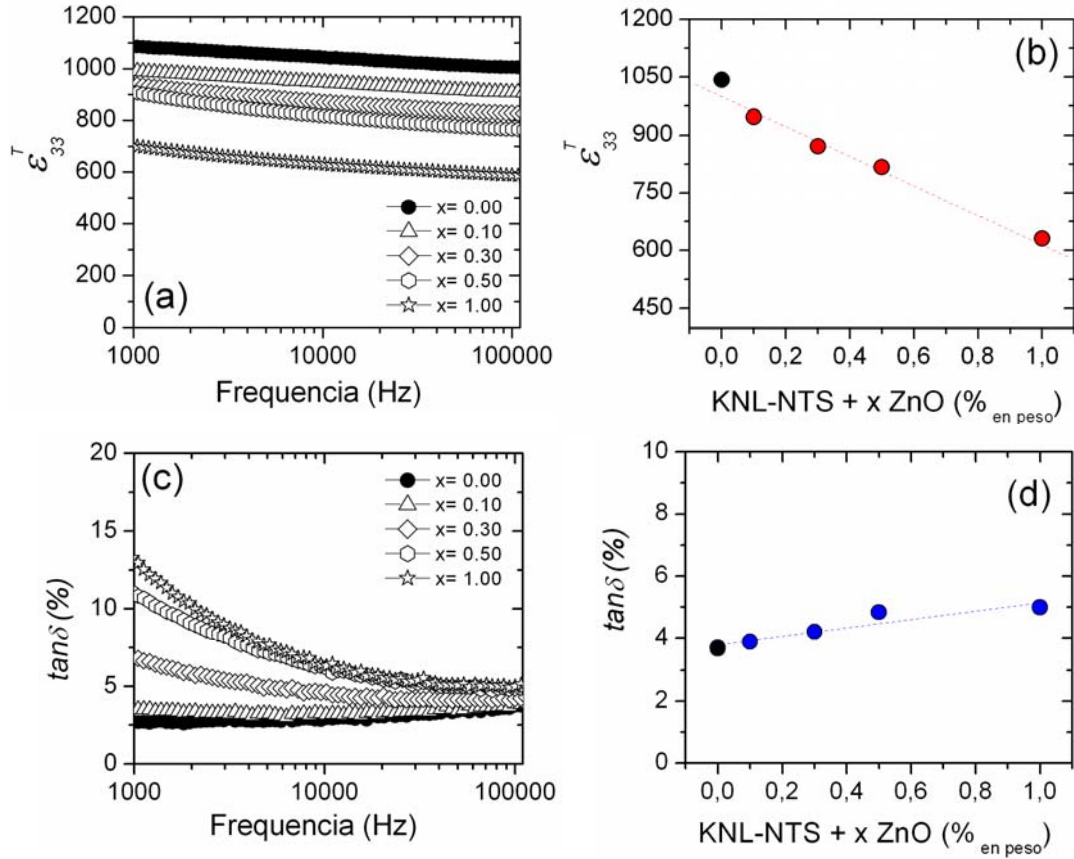 1200
1000
800
600
400
200
0
ε^T_33
x= 0.00
x= 0.10
x= 0.30
x= 0.50
x= 1.00
(a)
1000 10000 100000
Frequencia (Hz)
1200
1050
900
750
600
450
ε^T_33
(b)
0,0 0,2 0,4 0,6 0,8 1,0
KNL-NTS + x ZnO (% en peso)
20
15
10
5
0
tanδ (%)
(c)
x= 0.00
x= 0.10
x= 0.30
x= 0.50
x= 1.00
1000 10000 100000
Frequencia (Hz)
10
8
6
4
2
0
tanδ (%)
(d)
0,0 0,2 0,4 0,6 0,8 1,0
KNL-NTS + x ZnO (% en peso)